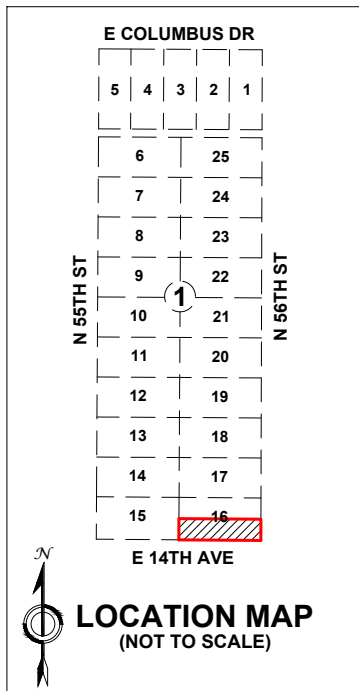 E COLUMBUS DR
5 4 3 2 1
6 25
7 24
8 23
N 55TH ST
9 22
N 56TH ST
1
10 21
11 20
12 19
13 18
14 17
15 16
E 14TH AVE
N
LOCATION MAP
(NOT TO SCALE)